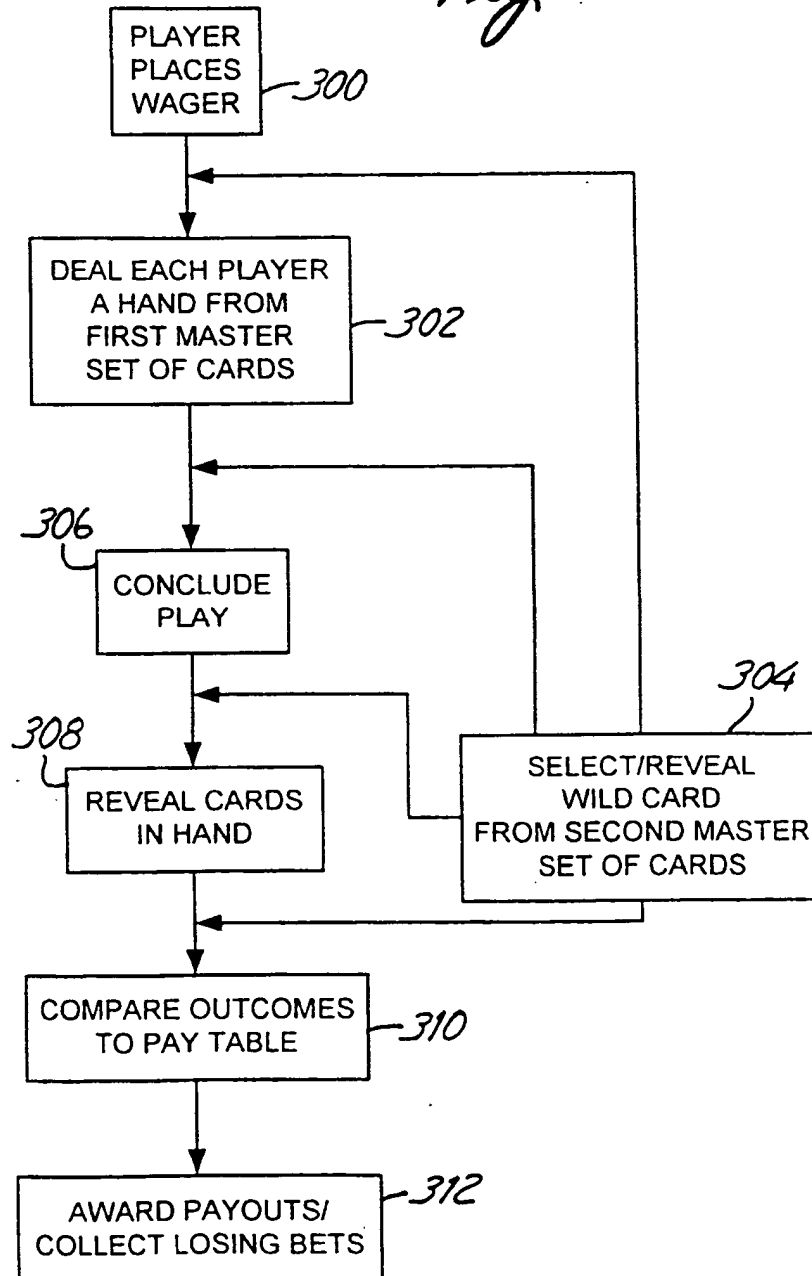 PLAYER
PLACES
WAGER
300
DEAL EACH PLAYER
A HAND FROM
FIRST MASTER
SET OF CARDS
302
306
CONCLUDE
PLAY
304
SELECT/REVEAL
WILD CARD
FROM SECOND MASTER
SET OF CARDS
308
REVEAL CARDS
IN HAND
COMPARE OUTCOMES
TO PAY TABLE
310
AWARD PAYOUTS/
COLLECT LOSING BETS
312